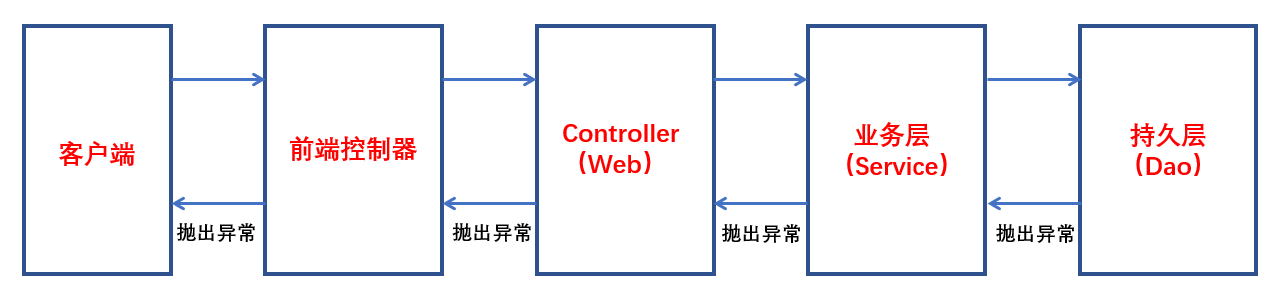 客户端
前端控制器
Controller
（Web）
业务层
（Service）
持久层
（Dao）
抛出异常
抛出异常
抛出异常
抛出异常